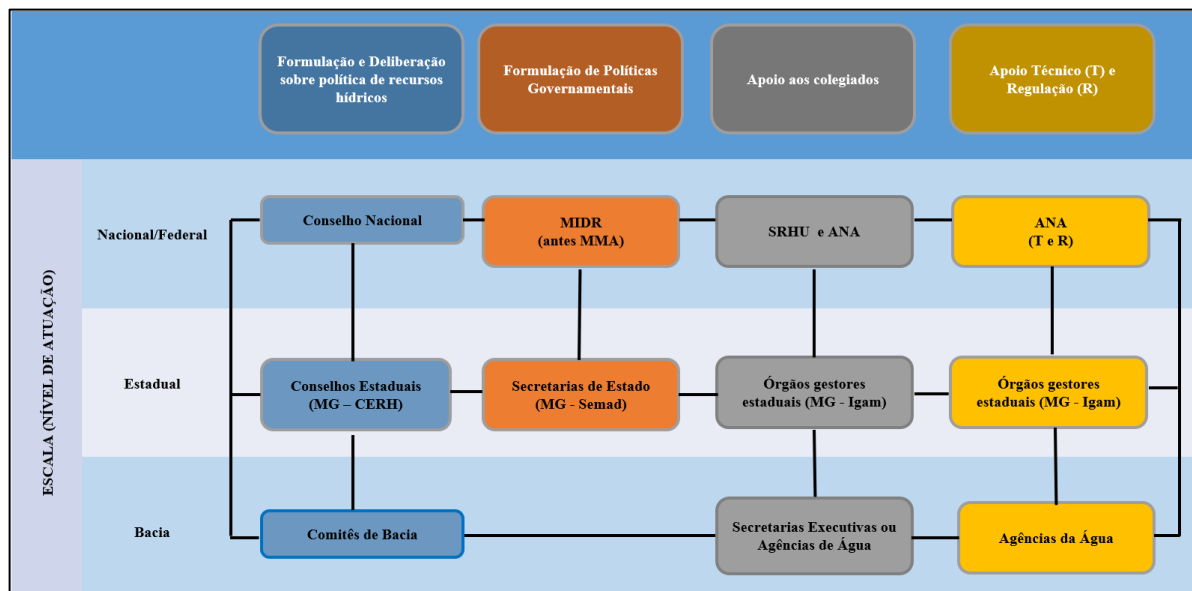 Formulação e Deliberação
sobre política de recursos
hídricos
Formulação de Políticas
Governamentais
Apoio aos colegiados
Apoio Técnico (T) e
Regulação (R)
ESCALA (NÍVEL DE ATUAÇÃO)
Nacional/Federal
Conselho Nacional
MIDR
(antes MMA)
SRHU e ANA
ANA
(T e R)
Estadual
Conselhos Estaduais
(MG – CERH)
Secretarias de Estado
(MG - Semad)
Órgãos gestores
estaduais (MG - Igam)
Órgãos gestores
estaduais (MG - Igam)
Bacia
Comitês de Bacia
Secretarias Executivas ou
Agências de Água
Agências da Água